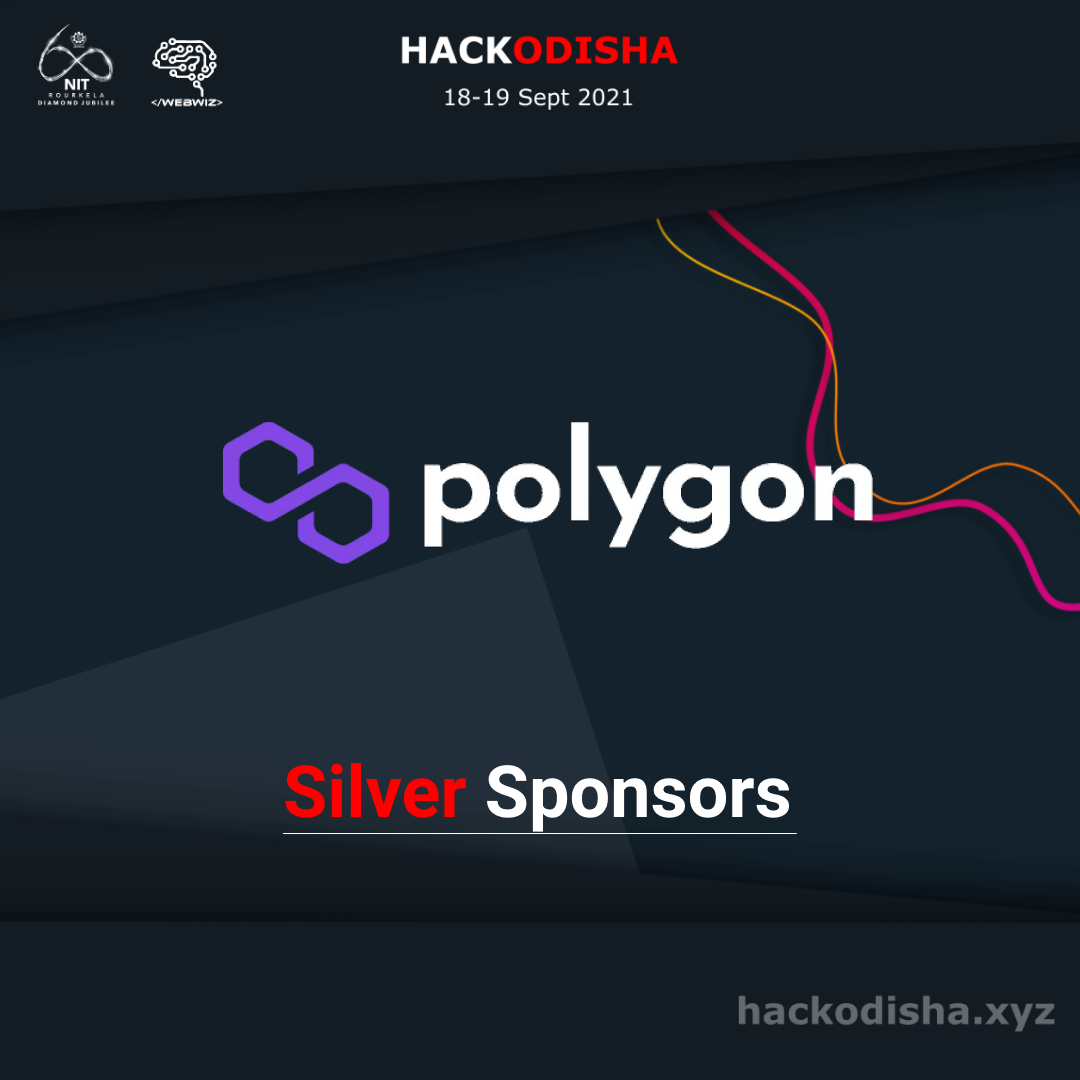 NIT
ROURKELA
DIAMOND JUBILEE
</WEBWIZ>
HACKODISHA
18-19 Sept 2021
polygon
Silver Sponsors
hackodisha.xyz